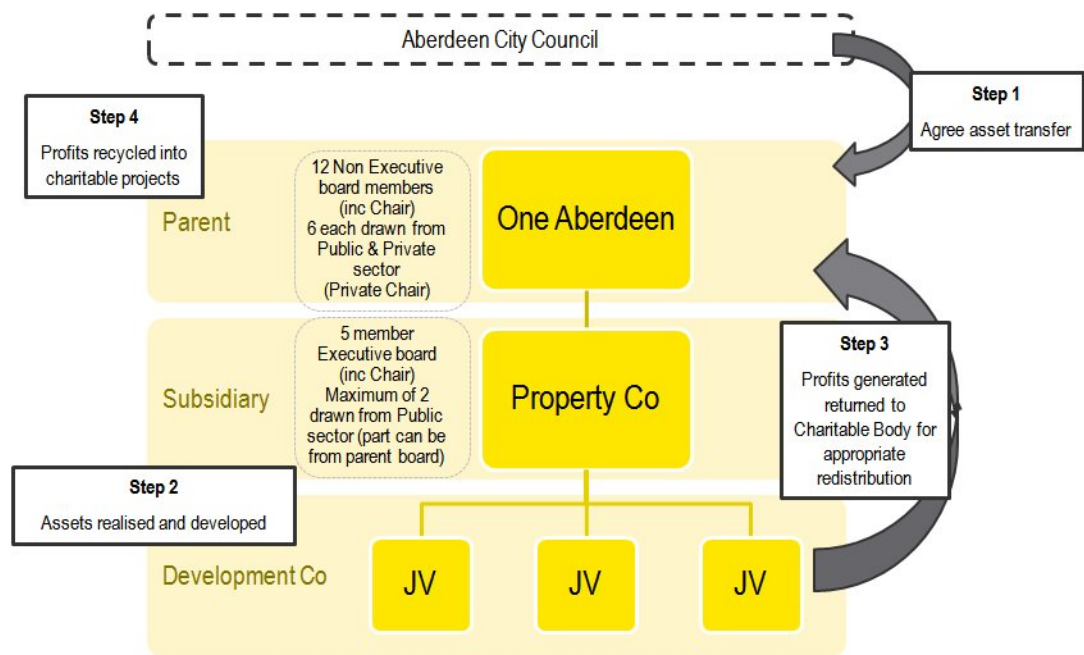 Aberdeen City Council
Step 1
Agree asset transfer
Step 4
Profits recycled into
charitable projects
Parent
12 Non Executive
board members
(inc Chair)
6 each drawn from
Public & Private
sector
(Private Chair)
One Aberdeen
Subsidiary
5 member
Executive board
(inc Chair)
Maximum of 2
drawn from Public
sector (part can be
from parent board)
Property Co
Step 3
Profits generated
returned to
Charitable Body for
appropriate
redistribution
Step 2
Assets realised and developed
Development Co
JV
JV
JV